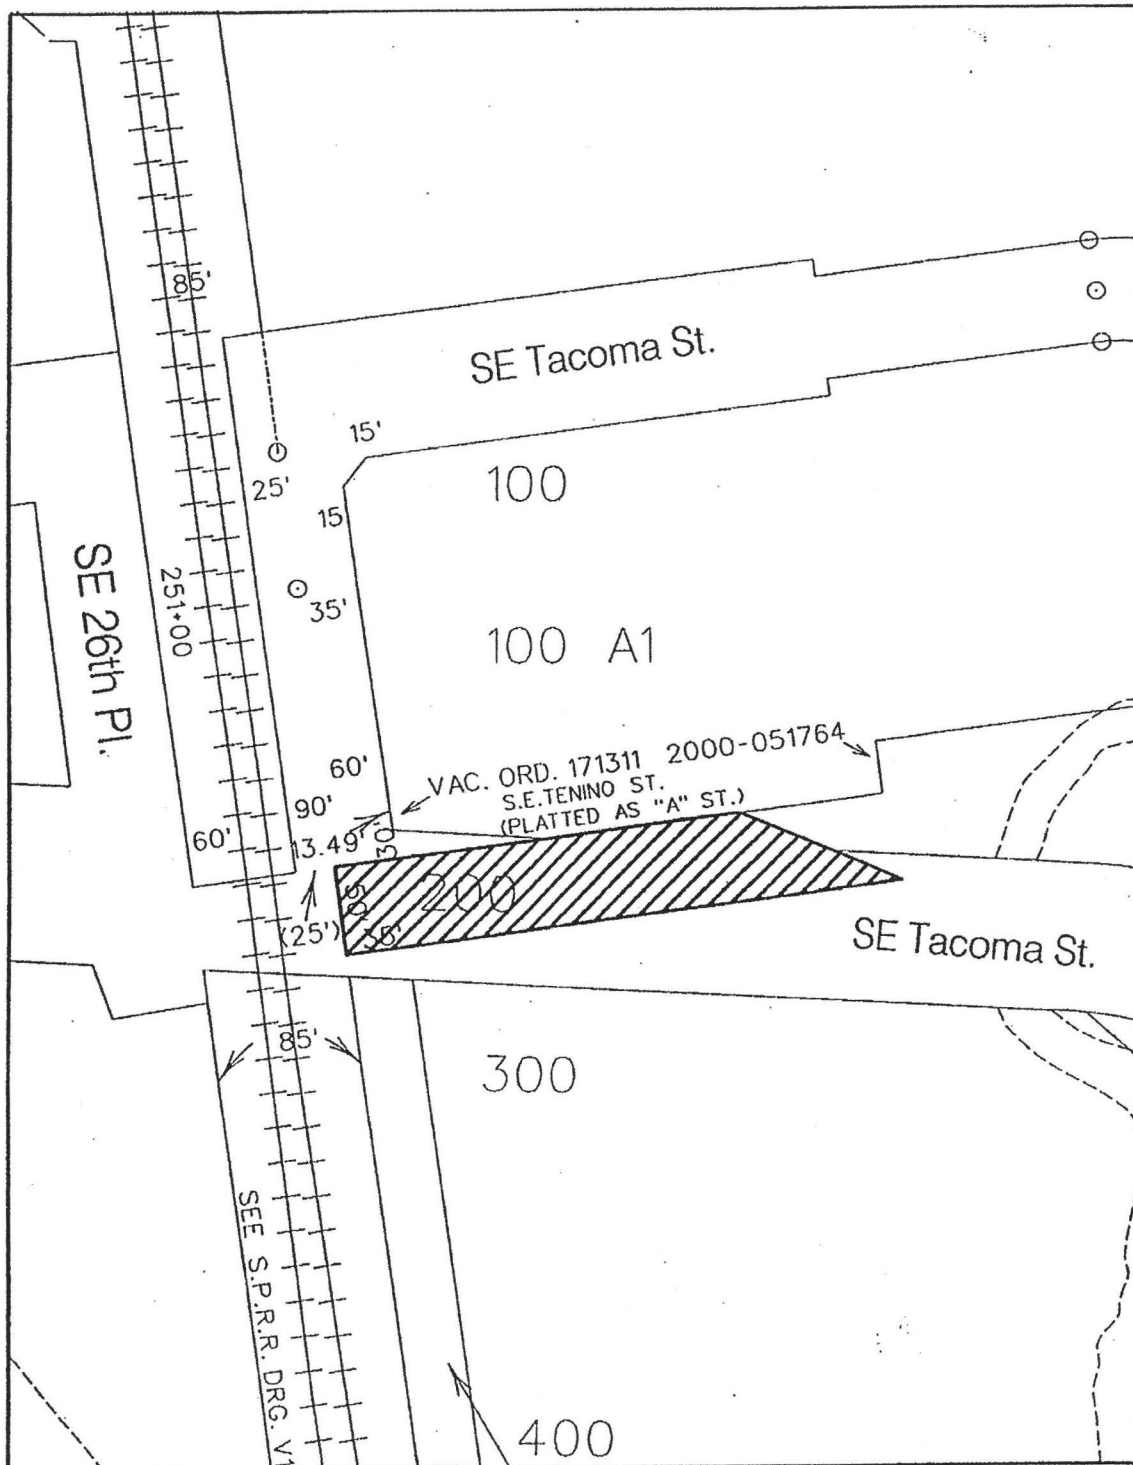 85'
SE Tacoma St.
15'
100
25'
15
35'
SE 26th Pl.
251+00
100 A1
60'
VAC. ORD. 171311 2000-051764
S.E.TENINO ST.
(PLATTED AS "A" ST.)
90'
60'
13.49'
30'
50'
200
(25')
35'
SE Tacoma St.
85'
300
SEE S.P.R.R. DRG. V1
400